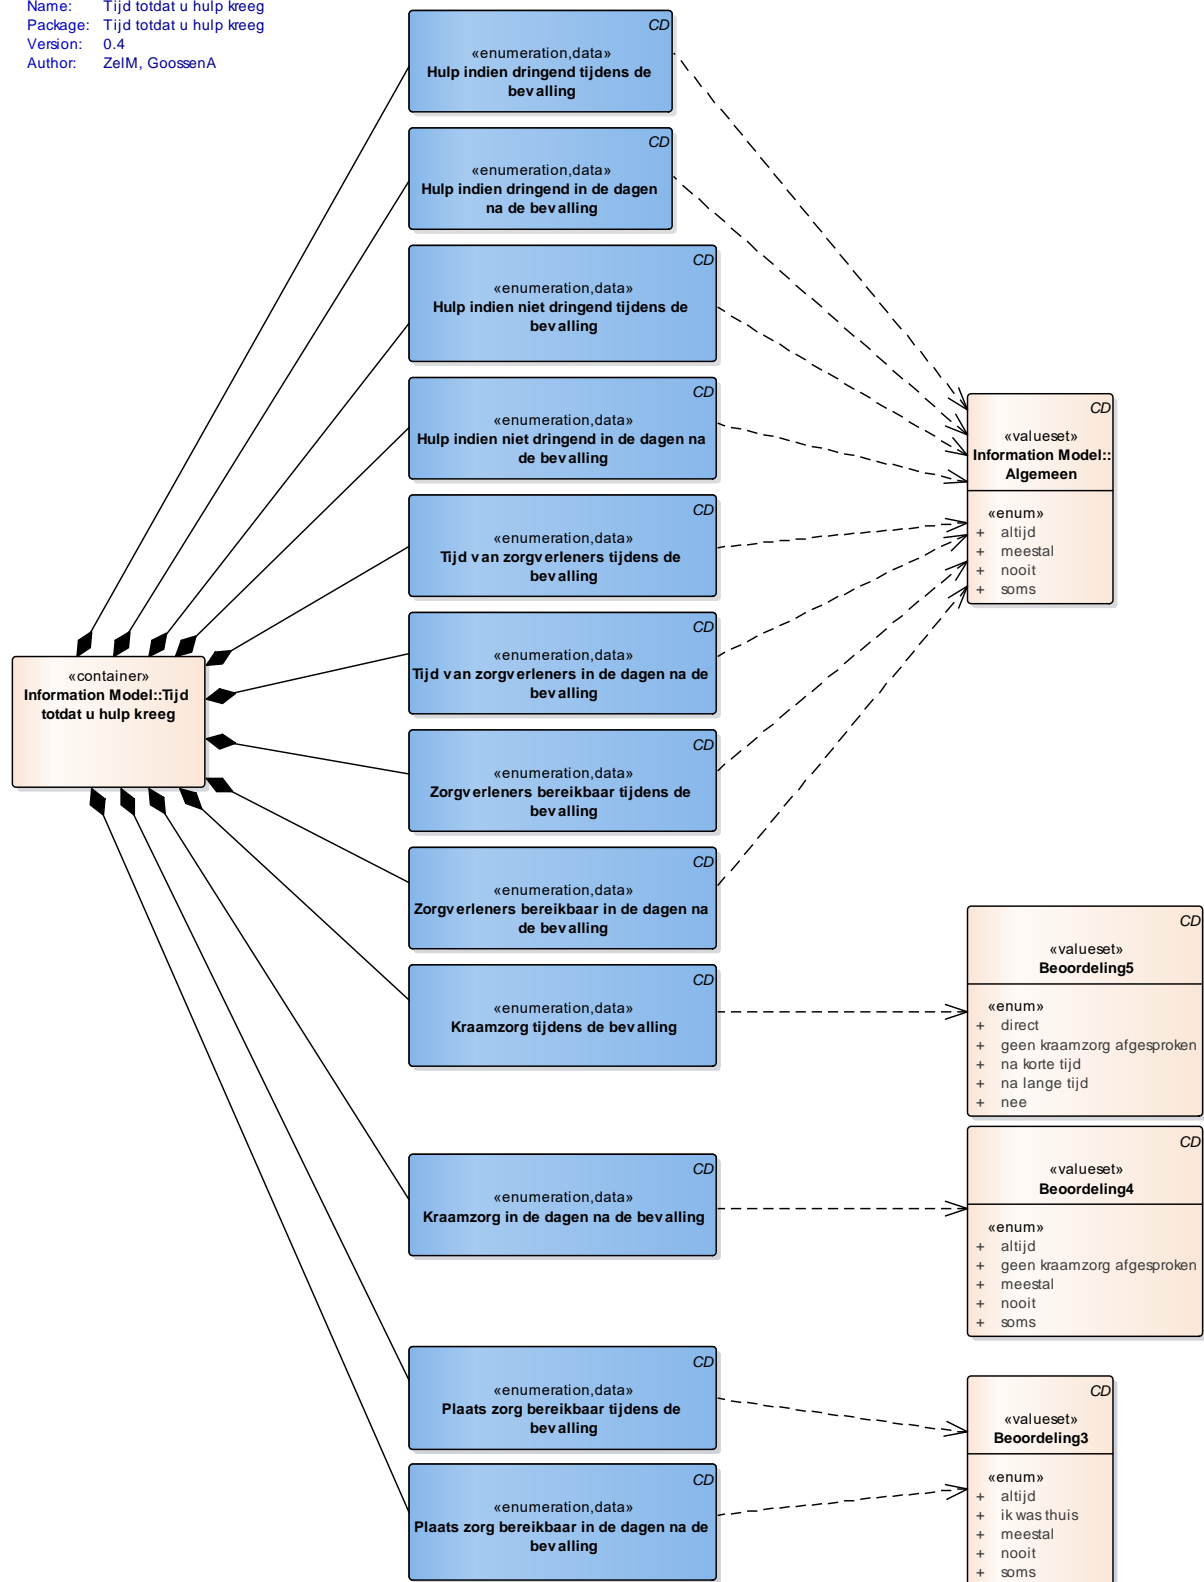 Name: Tijd totdat u hulp kreeg
Package: Tijd totdat u hulp kreeg
Version: 0.4
Author: ZelM, GoossenA
CD
«enumeration,data»
Hulp indien dringend tijdens de
bevalling
CD
«enumeration,data»
Hulp indien dringend in de dagen
na de bevalling
CD
«enumeration,data»
Hulp indien niet dringend tijdens de
bevalling
CD
«enumeration,data»
Hulp indien niet dringend in de dagen na
de bevalling
CD
«enumeration,data»
Tijd van zorgverleners tijdens de
bevalling
CD
«enumeration,data»
Tijd van zorgverleners in de dagen na de
bevalling
CD
«enumeration,data»
Zorgverleners bereikbaar tijdens de
bevalling
CD
«enumeration,data»
Zorgverleners bereikbaar in de dagen na
de bevalling
CD
«enumeration,data»
Kraamzorg tijdens de bevalling
CD
«enumeration,data»
Kraamzorg in de dagen na de bevalling
CD
«enumeration,data»
Plaats zorg bereikbaar tijdens de
bevalling
CD
«enumeration,data»
Plaats zorg bereikbaar in de dagen na de
bevalling
«container»
Information Model::Tijd
totdat u hulp kreeg
CD
«valueset»
Information Model::
Algemeen
«enum»
+ altijd
+ meestal
+ nooit
+ soms
CD
«valueset»
Beoordeling5
«enum»
+ direct
+ geen kraamzorg afgesproken
+ na korte tijd
+ na lange tijd
+ nee
CD
«valueset»
Beoordeling4
«enum»
+ altijd
+ geen kraamzorg afgesproken
+ meestal
+ nooit
+ soms
CD
«valueset»
Beoordeling3
«enum»
+ altijd
+ ik was thuis
+ meestal
+ nooit
+ soms